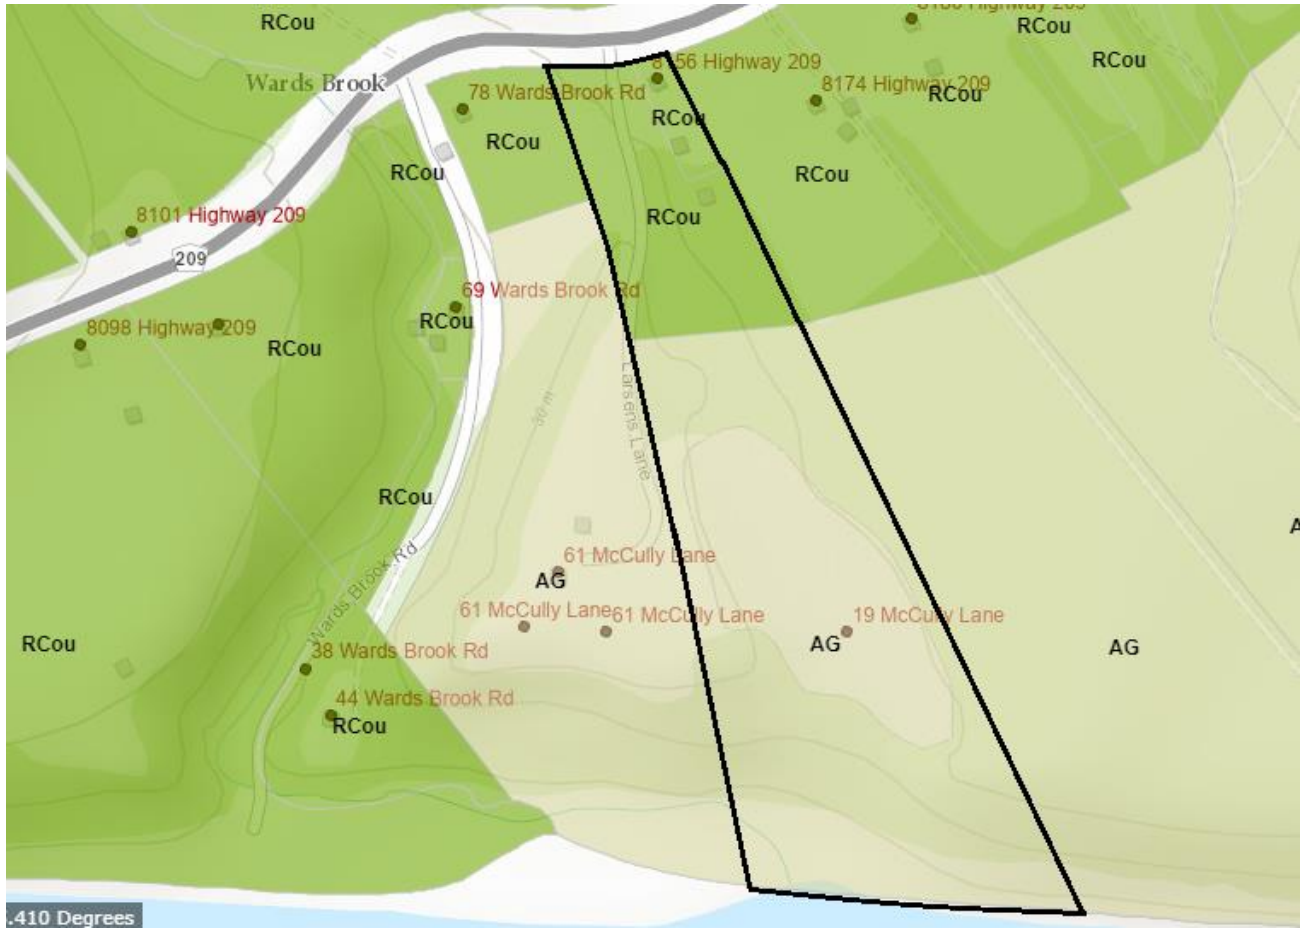 RCou
8156 Highway 209
RCou
RCou
Wards Brook
78 Wards Brook Rd
8174 Highway 209
RCou
RCou
RCou
RCou
RCou
RCou
8101 Highway 209
RCou
209
69 Wards Brook Rd
RCou
8098 Highway 209
RCou
Larsens Lane
30 m
RCou
Wards Brook Rd
61 McCully Lane
AG
61 McCully Lane
61 McCully Lane
19 McCully Lane
RCou
AG
AG
38 Wards Brook Rd
44 Wards Brook Rd
RCou
.410 Degrees